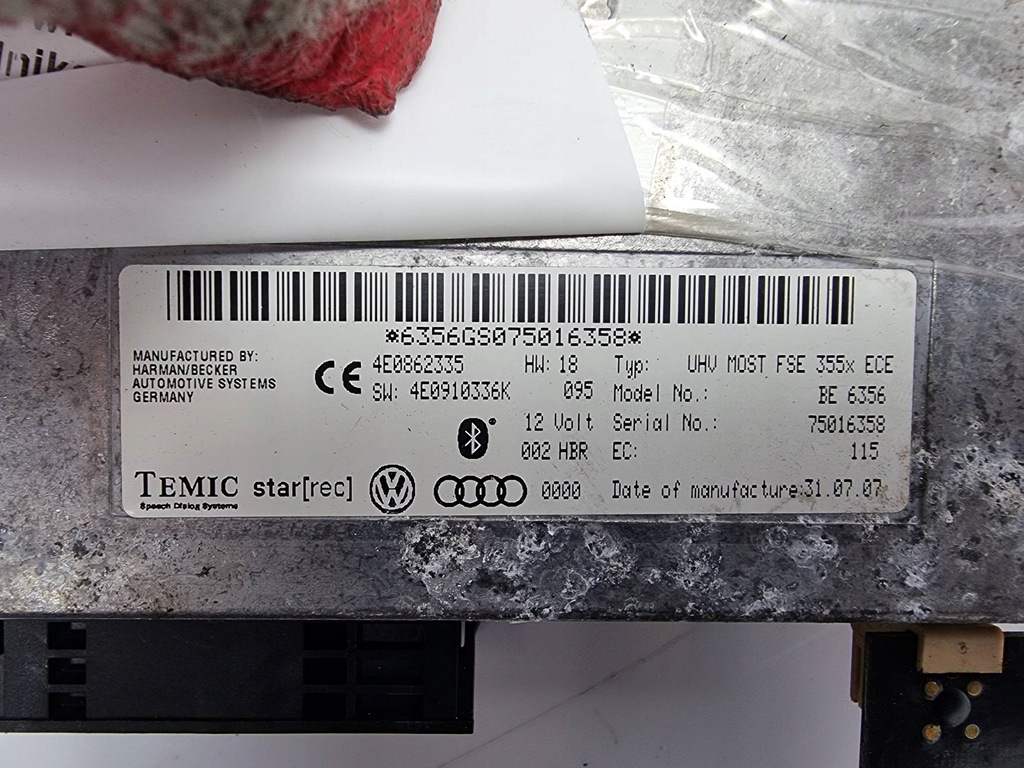 *6356GS075016358*
MANUFACTURED BY:
HARMAN/BECKER
AUTOMOTIVE SYSTEMS
GERMANY
CE
4E0862335 HW: 18
SW: 4E0910336K 095
12 Volt
002 HBR
0000
Typ: UHV MOST FSE 355x ECE
Model No.: BE 6356
Serial No.: 75016358
EC: 115
Date of manufacture:31.07.07
TEMIC
Speech Dialog Systems
star[rec]